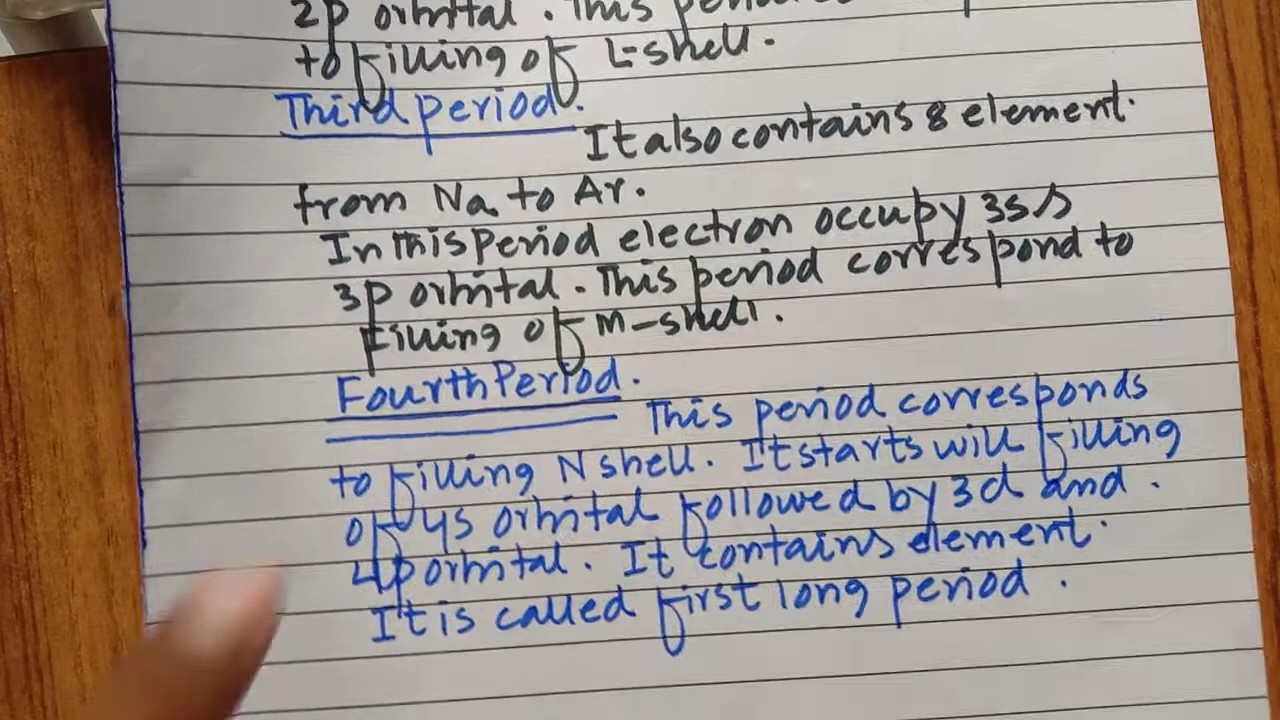 2p orbital. This
to filling of L-shell.
Third period.
It also contains 8 element.
from Na to Ar.
In this period electron occupy 3s &
3p orbital. This period correspond to
Filling of M-shell.
Fourth Period.
This period corresponds
to filling N shell. It starts will filling
of 4s orbital followed by 3d and.
4p orbital. It contains element.
It is called first long period.